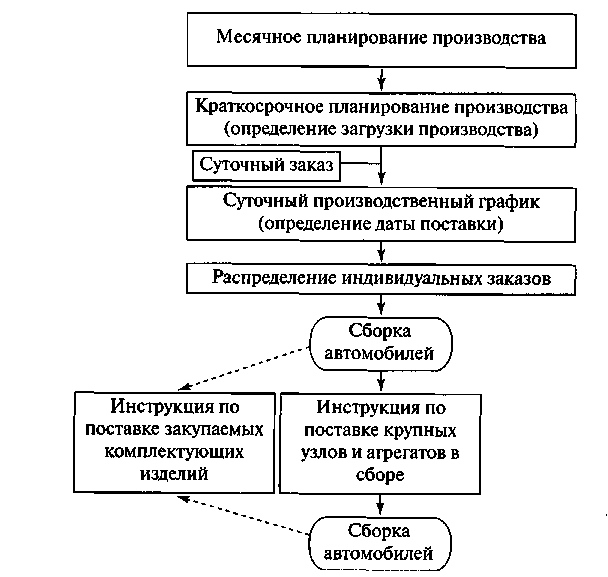 Месячное планирование производства
Краткосрочное планирование производства
(определение загрузки производства)
Суточный заказ
Суточный производственный график
(определение даты поставки)
Распределение индивидуальных заказов
Сборка
автомобилей
Инструкция по
поставке закупаемых
комплектующих
изделий
Инструкция по
поставке крупных
узлов и агрегатов в
сборе
Сборка
автомобилей